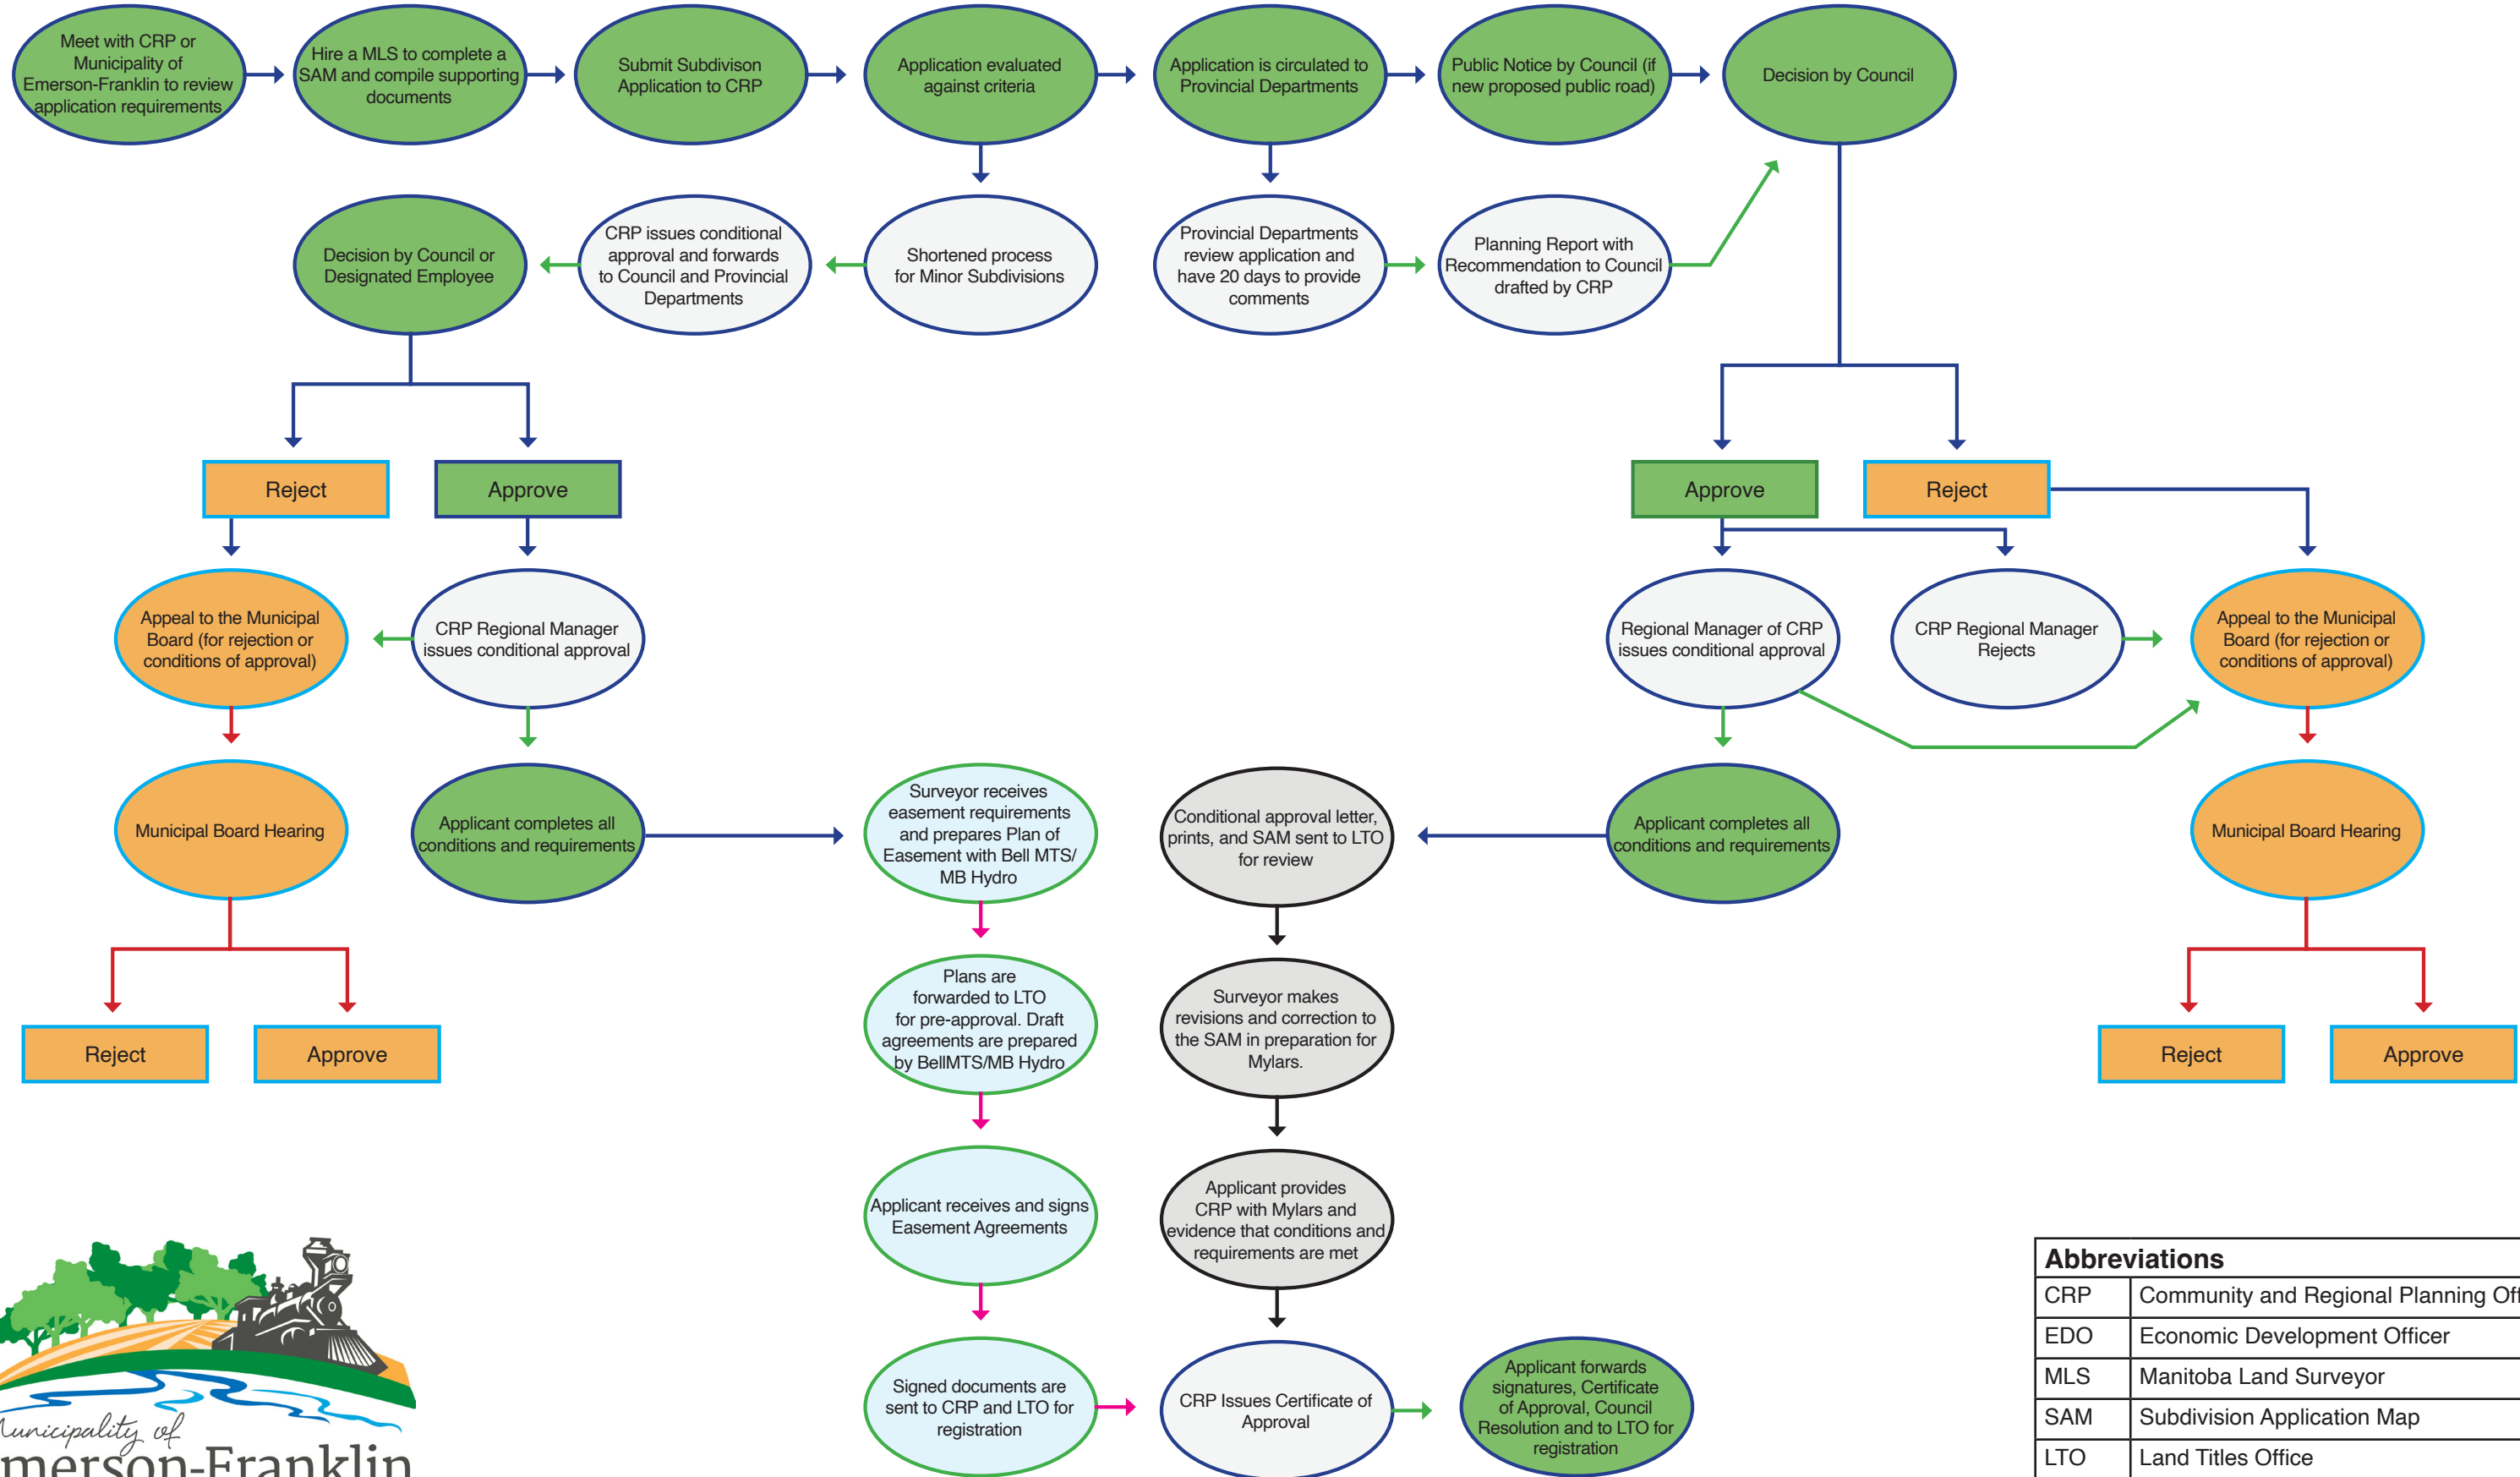 Meet with CRP or
Municipality of
Emerson-Franklin to review
application requirements
Hire a MLS to complete a
SAM and compile supporting
documents
Submit Subdivison
Application to CRP
Application evaluated
against criteria
Application is circulated to
Provincial Departments
Public Notice by Council (if
new proposed public road)
Decision by Council
Decision by Council or
Designated Employee
CRP issues conditional
approval and forwards
to Council and Provincial
Departments
Shortened process
for Minor Subdivisions
Provincial Departments
review application and
have 20 days to provide
comments
Planning Report with
Recommendation to Council
drafted by CRP
Reject
Approve
Approve
Reject
Appeal to the Municipal
Board (for rejection or
conditions of approval)
CRP Regional Manager
issues conditional approval
Regional Manager of CRP
issues conditional approval
CRP Regional Manager
Rejects
Appeal to the Municipal
Board (for rejection or
conditions of approval)
Municipal Board Hearing
Applicant completes all
conditions and requirements
Surveyor receives
easement requirements
and prepares Plan of
Easement with Bell MTS/
MB Hydro
Conditional approval letter,
prints, and SAM sent to LTO
for review
Applicant completes all
conditions and requirements
Municipal Board Hearing
Reject
Approve
Plans are
forwarded to LTO
for pre-approval. Draft
agreements are prepared
by BellMTS/MB Hydro
Surveyor makes
revisions and correction to
the SAM in preparation for
Mylars.
Reject
Approve
Applicant receives and signs
Easement Agreements
Applicant provides
CRP with Mylars and
evidence that conditions and
requirements are met
Signed documents are
sent to CRP and LTO for
registration
CRP Issues Certificate of
Approval
Applicant forwards
signatures, Certificate
of Approval, Council
Resolution and to LTO for
registration
Municipality of
merson-Franklin
Abbreviations
CRP Community and Regional Planning Off
EDO Economic Development Officer
MLS Manitoba Land Surveyor
SAM Subdivision Application Map
LTO Land Titles Office